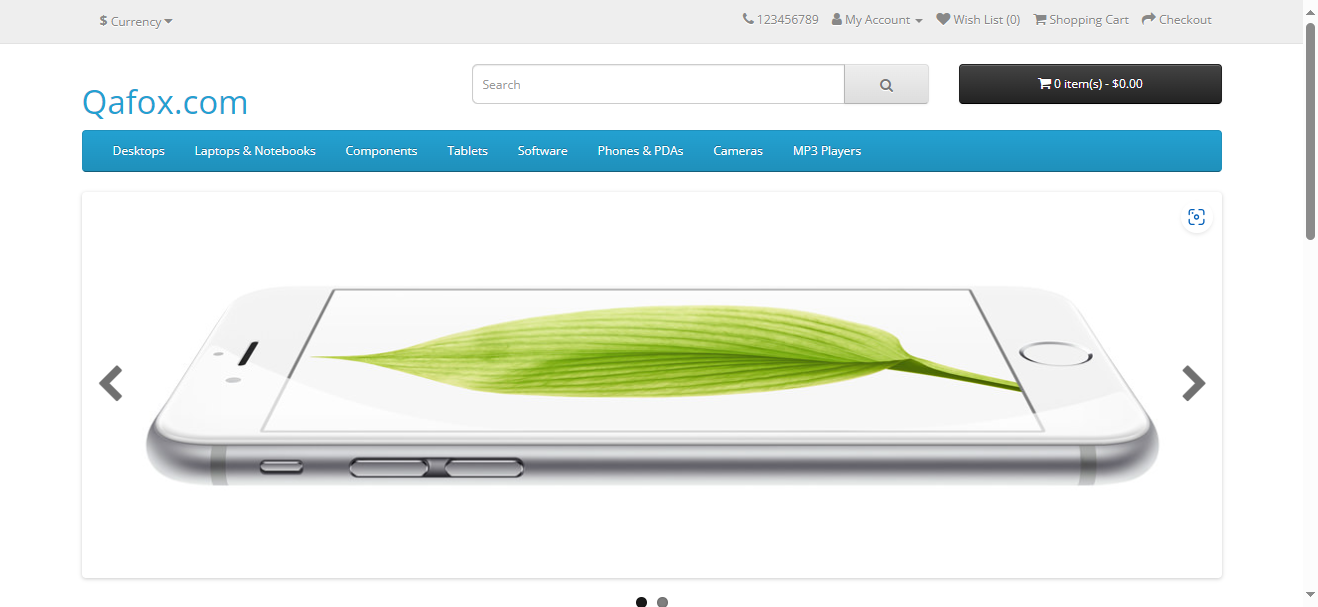 $ Currency
123456789 My Account Wish List (0) Shopping Cart Checkout
Qafox.com
Search
0 item(s) - $0.00
Desktops Laptops & Notebooks Components Tablets Software Phones & PDAs Cameras MP3 Players